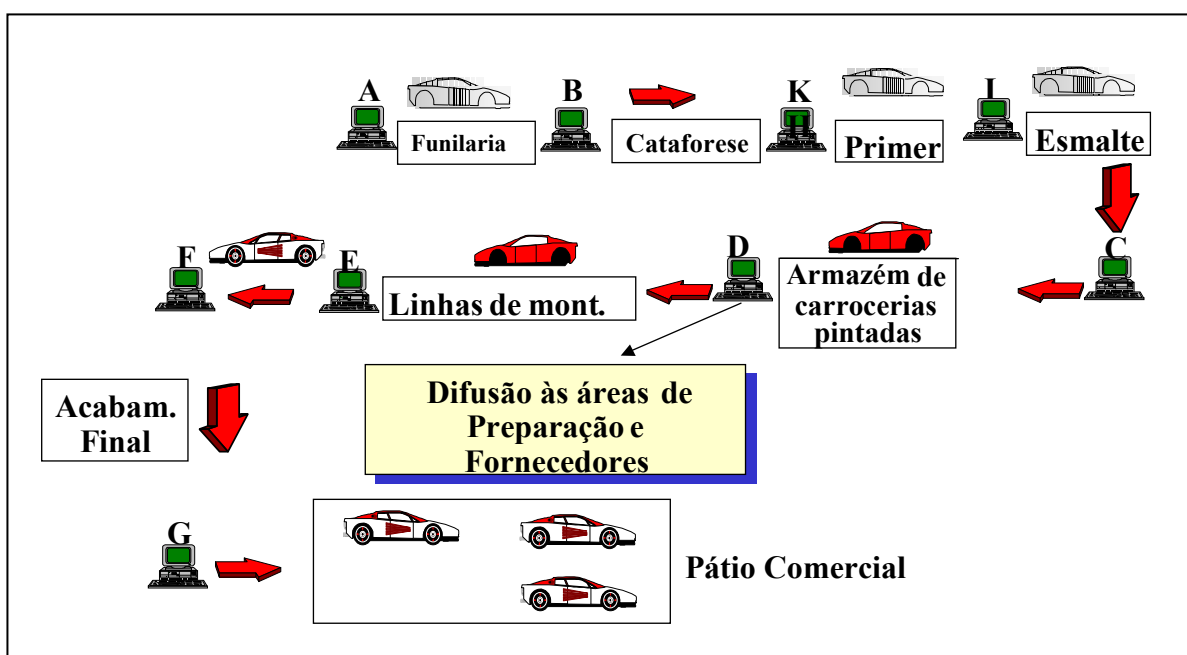 A
B
K
H
I
Funilaria
Cataforese
Primer
Esmalte
F
E
D
C
Linhas de mont.
Armazém de
carrocerias
pintadas
Acabam.
Final
Difusão às áreas de
Preparação e
Fornecedores
G
Pátio Comercial